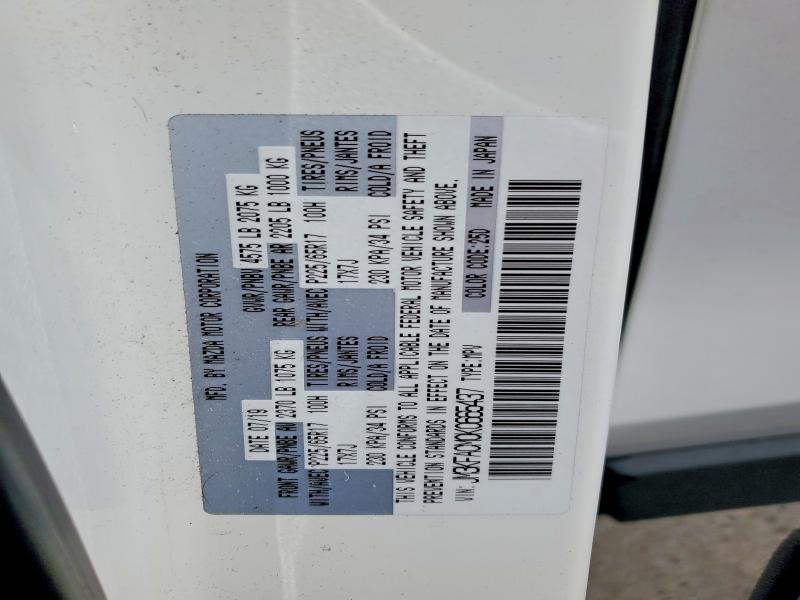 MFD. BY MAZDA MOTOR CORPORATION
DATE 07/19 GVWR/PNBV 4575 LB 2075 KG
FRONT GAWR/PNBE AV 2370 LB 1075 KG REAR GAWR/PNBE AR 2205 LB 1000 KG
WITH/AVEC P225/65R17 100H TIRES/PNEUS WITH/AVEC P225/65R17 100H TIRES/PNEUS
17X7J RIMS/JANTES 17X7J RIMS/JANTES
230 KPA/34 PSI COLD/A FROID 230 KPA/34 PSI COLD/A FROID
THIS VEHICLE CONFORMS TO ALL APPLICABLE FEDERAL MOTOR VEHICLE SAFETY AND THEFT
PREVENTION STANDARDS IN EFFECT ON THE DATE OF MANUFACTURE SHOWN ABOVE.
VIN: JM3KFACM0K0665437 TYPE:MPV COLOR CODE:25D MADE IN JAPAN